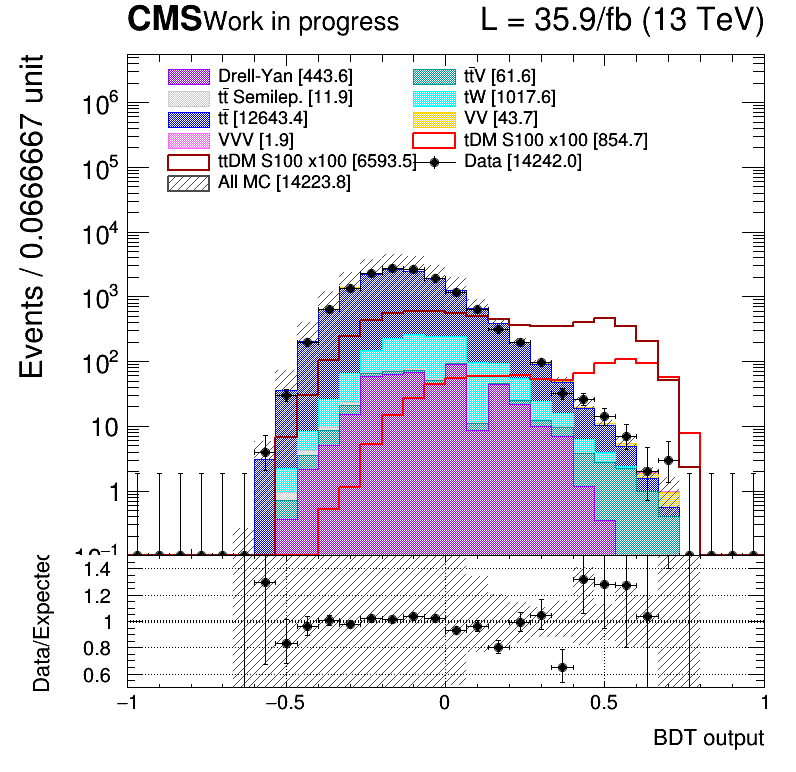 CMS Work in progress L = 35.9/fb (13 TeV)
Drell-Yan [443.6] tt̄V [61.6]
tt̄ Semilep. [11.9] tW [1017.6]
tt̄ [12643.4] VV [43.7]
VVV [1.9] tDM S100 x100 [854.7]
ttDM S100 x100 [6593.5] Data [14242.0]
All MC [14223.8]
Events / 0.0666667 unit
10⁶
10⁵
10⁴
10³
10²
10
1
10⁻¹
Data/Expected
1.4
1.2
1
0.8
0.6
−1 −0.5 0 0.5 1
BDT output